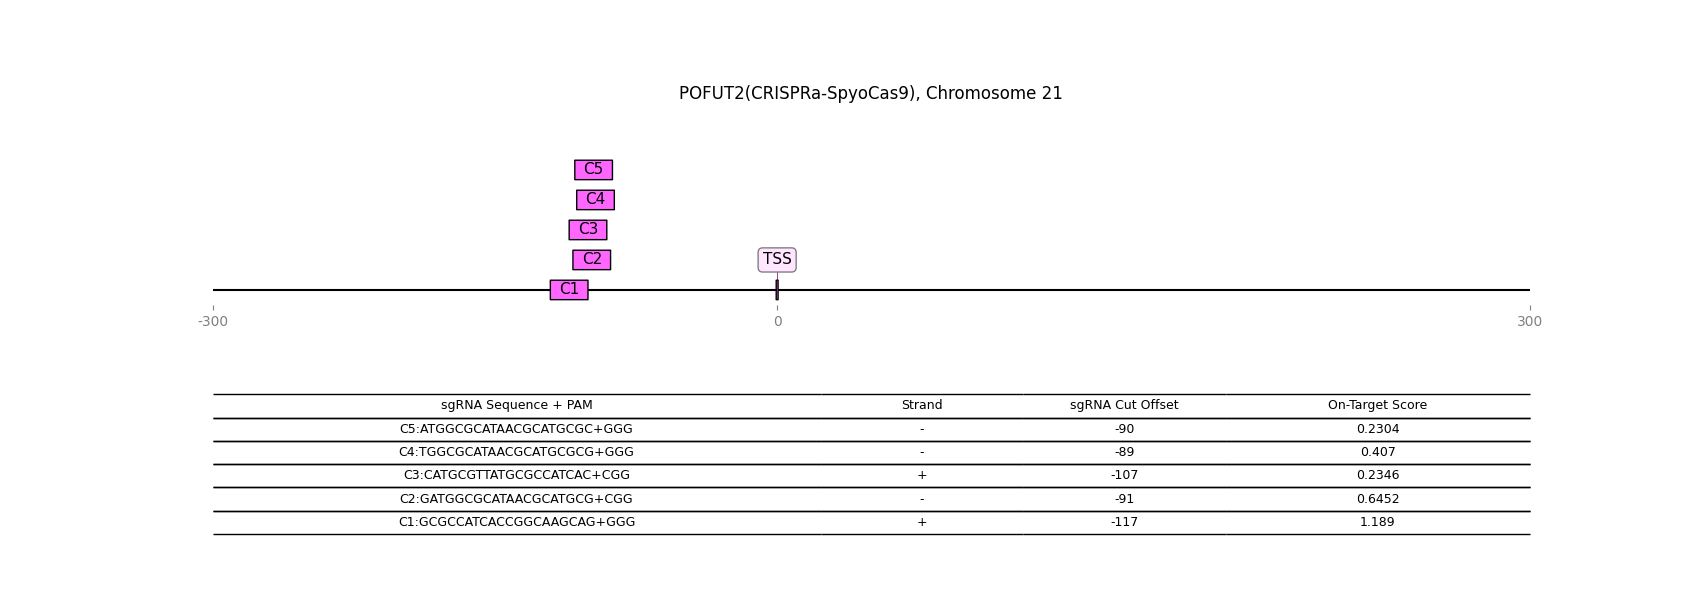 POFUT2(CRISPRa-SpyoCas9), Chromosome 21
C5
C4
C3
C2
TSS
C1
-300 0 300
sgRNA Sequence + PAM Strand sgRNA Cut Offset On-Target Score
C5:ATGGCGCATAACGCATGCGC+GGG - -90 0.2304
C4:TGGCGCATAACGCATGCGCG+GGG - -89 0.407
C3:CATGCGTTATGCGCCATCAC+CGG + -107 0.2346
C2:GATGGCGCATAACGCATGCG+CGG - -91 0.6452
C1:GCGCCATCACCGGCAAGCAG+GGG + -117 1.189